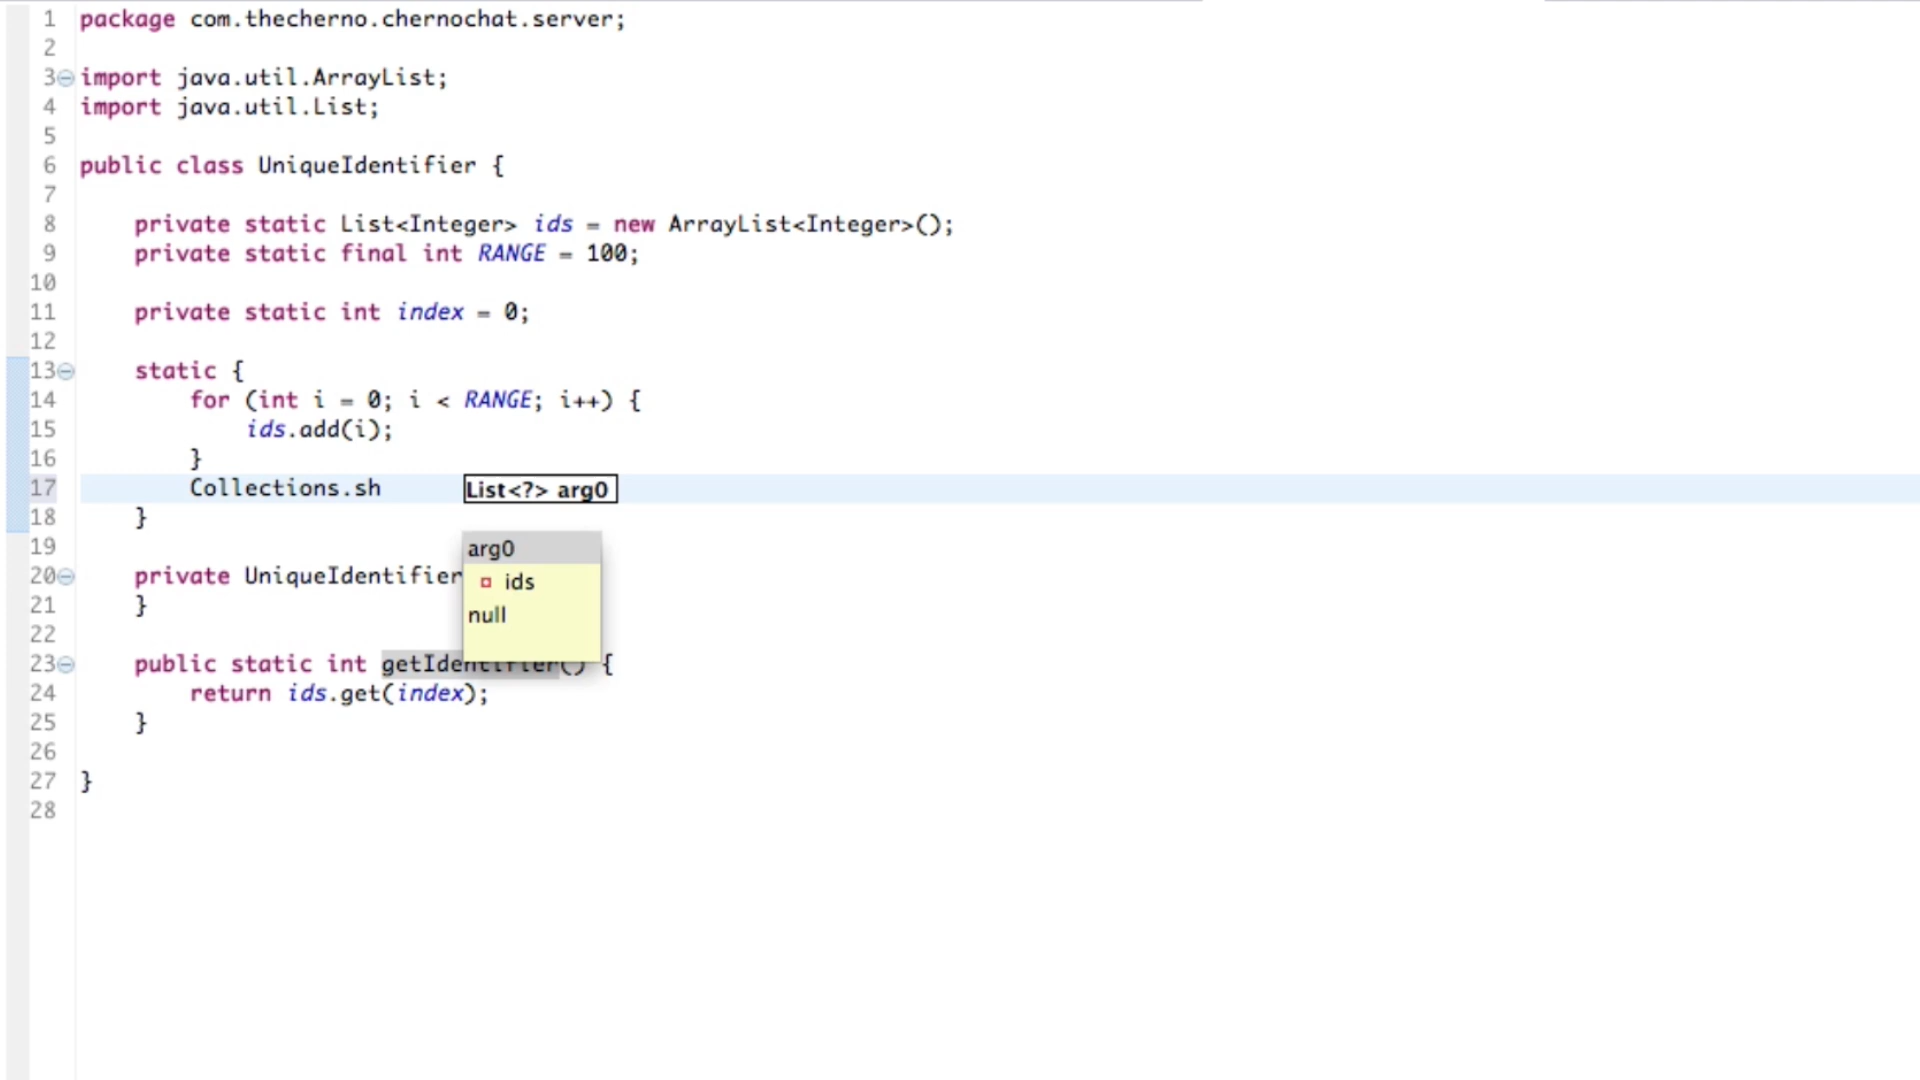 1 package com.thecherno.chernochat.server;
2
3 import java.util.ArrayList;
4 import java.util.List;
5
6 public class UniqueIdentifier {
7
8 private static List<Integer> ids = new ArrayList<Integer>();
9 private static final int RANGE = 100;
10
11 private static int index = 0;
12
13 static {
14 for (int i = 0; i < RANGE; i++) {
15 ids.add(i);
16 }
17 Collections.sh List<?> arg0
18 }
19
arg0
20 private UniqueIdentifier
ids
21 }
null
22
23 public static int getIdentifier() {
24 return ids.get(index);
25 }
26
27 }
28